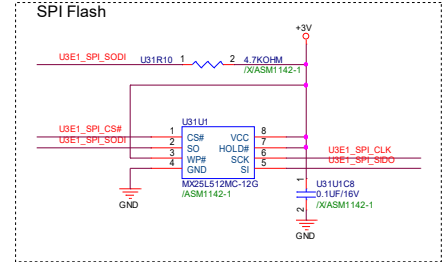 SPI Flash
+3V
U3E1_SPI_SODI
U31R10 1 2 4.7KOHM
/X/ASM1142-1
U31U1
U3E1_SPI_CS# 1 CS# VCC 8
U3E1_SPI_SODI 2 SO HOLD# 7
3 WP# SCK 6 U3E1_SPI_CLK
4 GND SI 5 U3E1_SPI_SIDO
MX25L512MC-12G
/ASM1142-1
1
U31U1C8
0.1UF/16V
2 /X/ASM1142-1
GND
GND